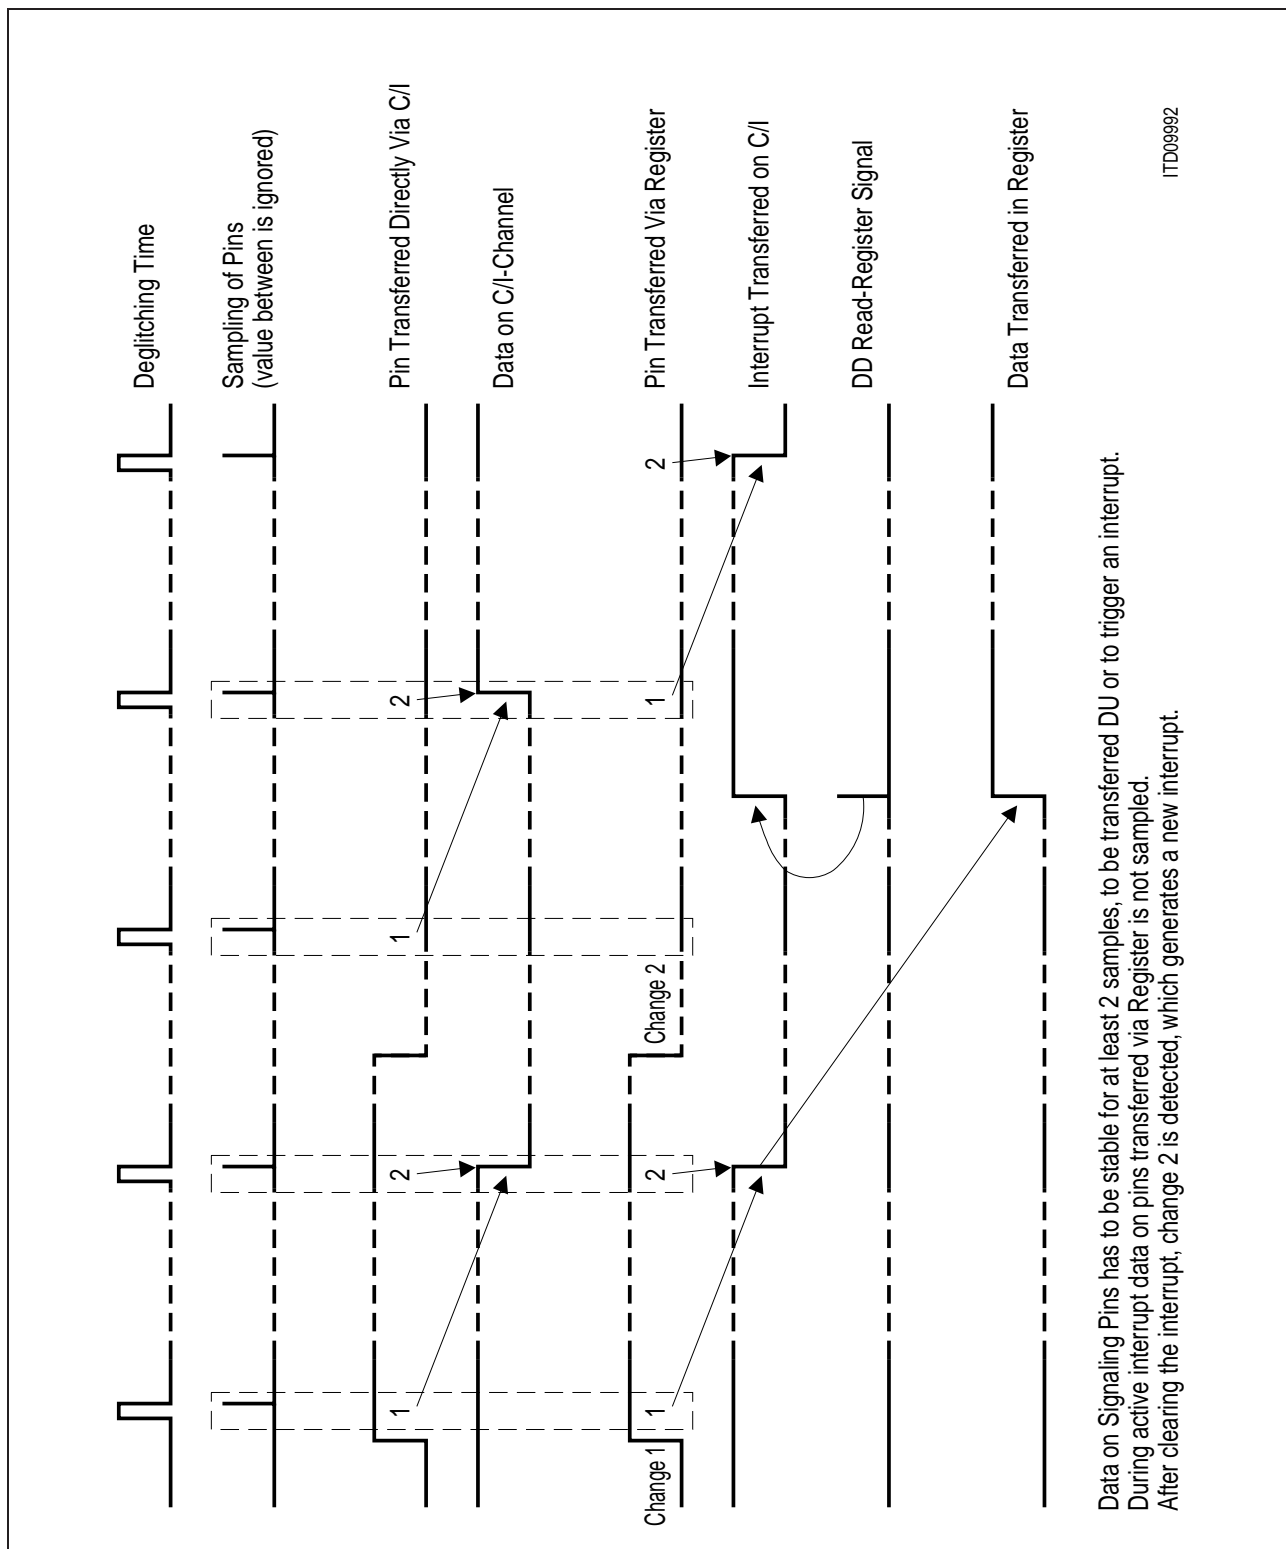 Deglitching Time
Sampling of Pins
(value between is ignored)
Pin Transferred Directly Via C/I
1
2
1
2
Data on C/I-Channel
Change 1
1
2
Change 2
1
2
Pin Transferred Via Register
Interrupt Transferred on C/I
DD Read-Register Signal
Data Transferred in Register
Data on Signaling Pins has to be stable for at least 2 samples, to be transferred DU or to trigger an interrupt.
During active interrupt data on pins transferred via Register is not sampled.
After clearing the interrupt, change 2 is detected, which generates a new interrupt.
ITD09992